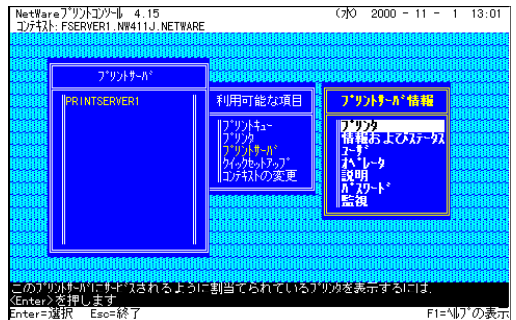 NetWareﾌﾟﾘﾝﾄｺﾝｿｰﾙ 4.15 (水) 2000 - 11 - 1 13:01
ｺﾝﾃｷｽﾄ: FSERVER1.NW411J.NETWARE
ﾌﾟﾘﾝﾄｻｰﾊﾞ
PRINTSERVER1
利用可能な項目
ﾌﾟﾘﾝﾄｷｭｰ
ﾌﾟﾘﾝﾀ
ﾌﾟﾘﾝﾄｻｰﾊﾞ
ｸｲｯｸｾｯﾄｱｯﾌﾟ
ｺﾝﾃｷｽﾄの変更
ﾌﾟﾘﾝﾄｻｰﾊﾞ情報
ﾌﾟﾘﾝﾀ
情報およびｽﾃｰﾀｽ
ﾕｰｻﾞ
ｵﾍﾟﾚｰﾀ
説明
ﾊﾟｽﾜｰﾄﾞ
監視
このﾌﾟﾘﾝﾄｻｰﾊﾞにｻｰﾋﾞｽされるように割当てられているﾌﾟﾘﾝﾀを表示するには､
<Enter>を押します
Enter=選択 Esc=終了 F1=ﾍﾙﾌﾟの表示